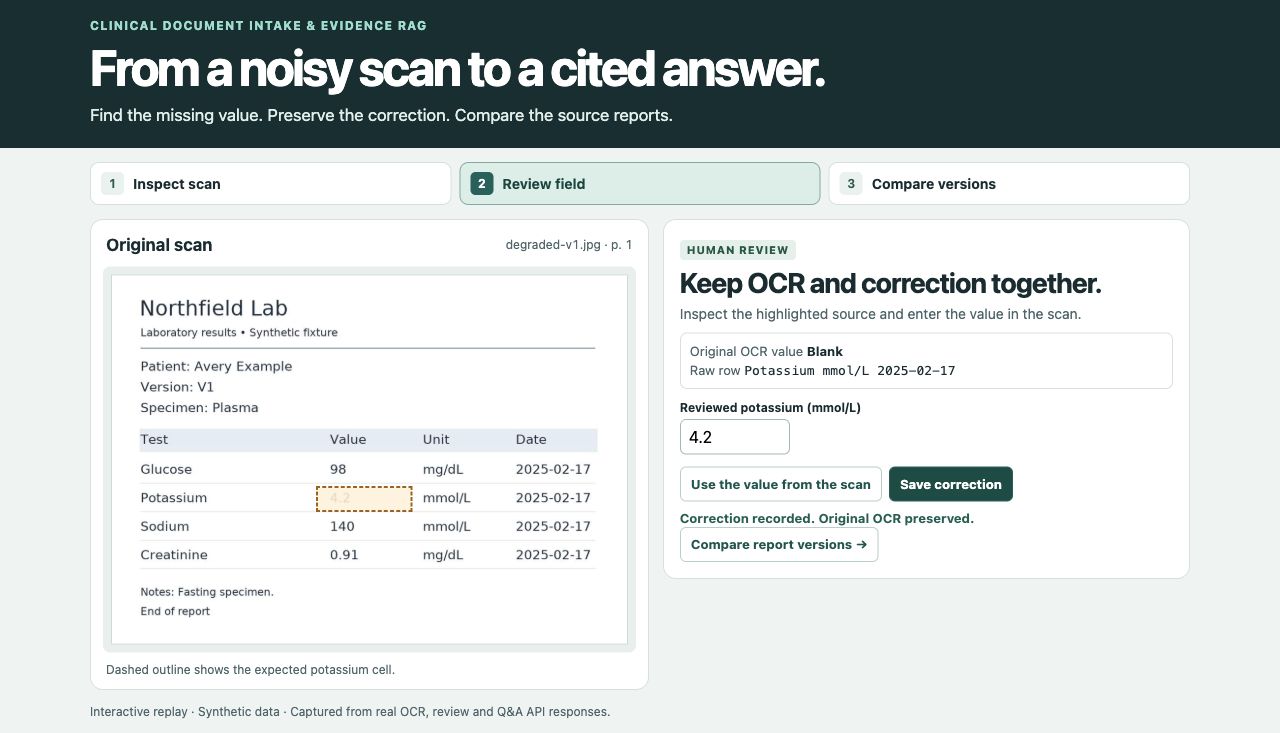 CLINICAL DOCUMENT INTAKE & EVIDENCE RAG
From a noisy scan to a cited answer.
Find the missing value. Preserve the correction. Compare the source reports.
1 Inspect scan
2 Review field
3 Compare versions
Original scan degraded-v1.jpg · p. 1
Northfield Lab
Laboratory results • Synthetic fixture
Patient: Avery Example
Version: V1
Specimen: Plasma
Test Value Unit Date
Glucose 98 mg/dL 2025-02-17
Potassium 4.2 mmol/L 2025-02-17
Sodium 140 mmol/L 2025-02-17
Creatinine 0.91 mg/dL 2025-02-17
Notes: Fasting specimen.
End of report
Dashed outline shows the expected potassium cell.
HUMAN REVIEW
Keep OCR and correction together.
Inspect the highlighted source and enter the value in the scan.
Original OCR value Blank
Raw row Potassium mmol/L 2025-02-17
Reviewed potassium (mmol/L)
4.2
Use the value from the scan Save correction
Correction recorded. Original OCR preserved.
Compare report versions →
Interactive replay · Synthetic data · Captured from real OCR, review and Q&A API responses.